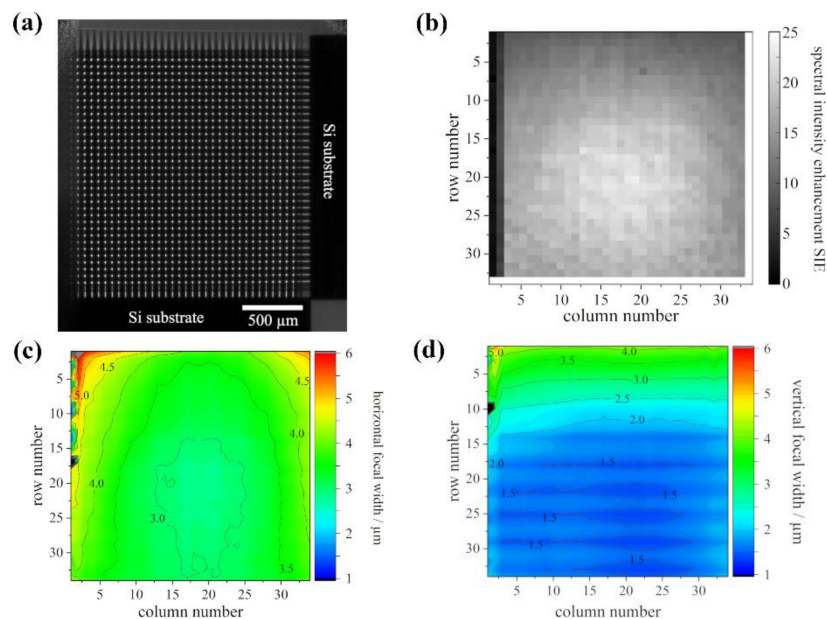 (a)
Si substrate
Si substrate
500 µm
(b)
5
10
15
20
25
30
row number
5 10 15 20 25 30
column number
25
20
15
10
5
0
spectral intensity enhancement SIE
(c)
5
10
15
20
25
30
row number
5 10 15 20 25 30
column number
4.5
4.5
5.0
4.0
4.0
3.0
3.5
6
5
4
3
2
1
horizontal focal width / µm
(d)
5
10
15
20
25
30
row number
5 10 15 20 25 30
column number
5.0
4.0
3.5
3.0
2.5
2.0
2.0
1.5
1.5
1.5
1.5
1.5
1.5
6
5
4
3
2
1
vertical focal width / µm